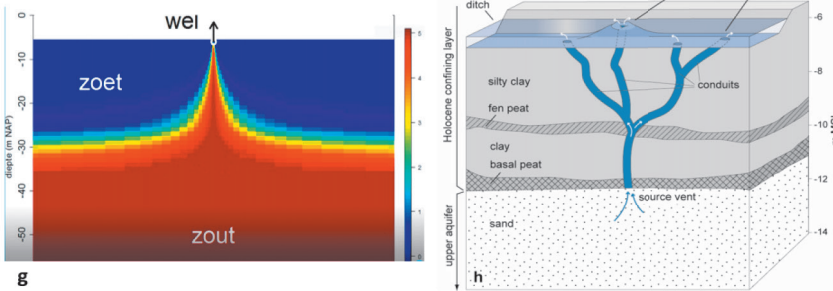 wel
zoet
zout
diepte (m NAP)
0
-10
-20
-30
-40
-50
5
4
3
2
1
0
g
ditch
Holocene confining layer
silty clay
conduits
fen peat
clay
basal peat
source vent
upper aquifer
sand
-6
-8
-10
-12
-14
h